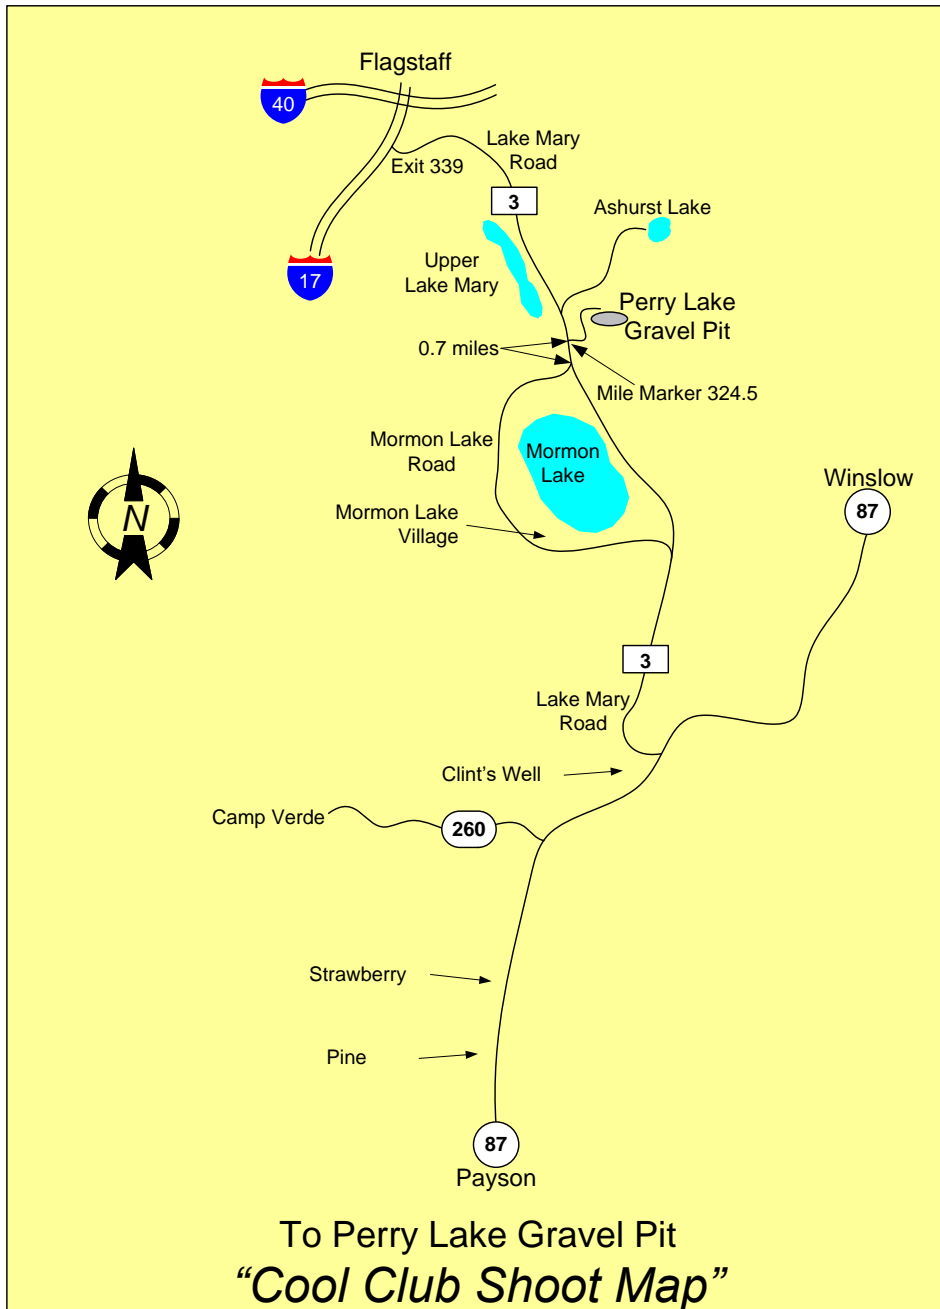 Flagstaff
40
Lake Mary
Road
Exit 339
3
Ashurst Lake
Upper
Lake Mary
17
Perry Lake
Gravel Pit
0.7 miles
Mile Marker 324.5
Mormon Lake
Road
Mormon
Lake
Winslow
87
N
Mormon Lake
Village
3
Lake Mary
Road
Clint's Well
Camp Verde
260
Strawberry
Pine
87
Payson
To Perry Lake Gravel Pit
“Cool Club Shoot Map”